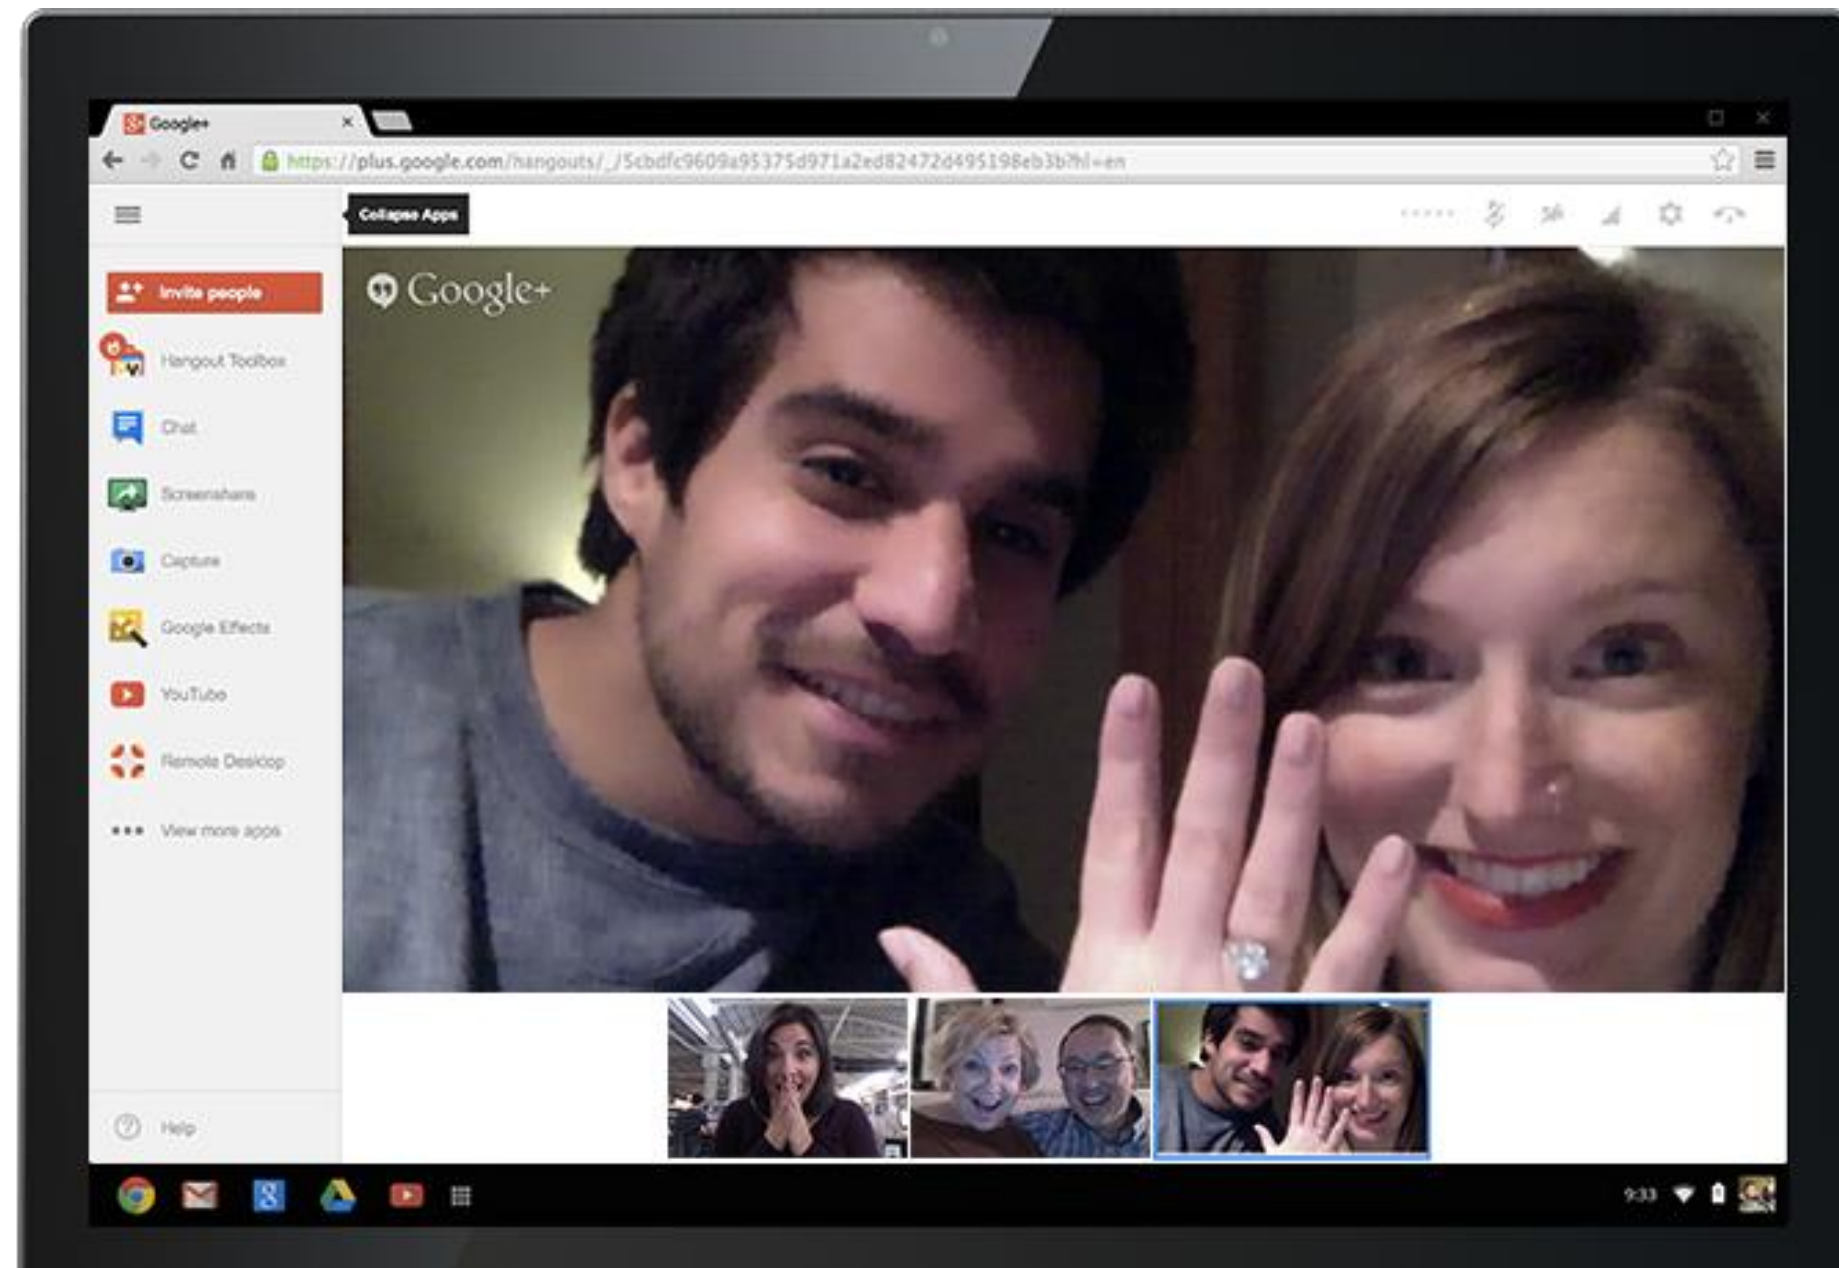 Google+
https://plus.google.com/hangouts/_/5cbdfc9609a95375d971a2ed82472d495198eb3b?hl=en
Collapse Apps
Invite people
Hangout Toolbox
Chat
Screenshare
Capture
Google Effects
YouTube
Remote Desktop
View more apps
Help
Google+
9:33